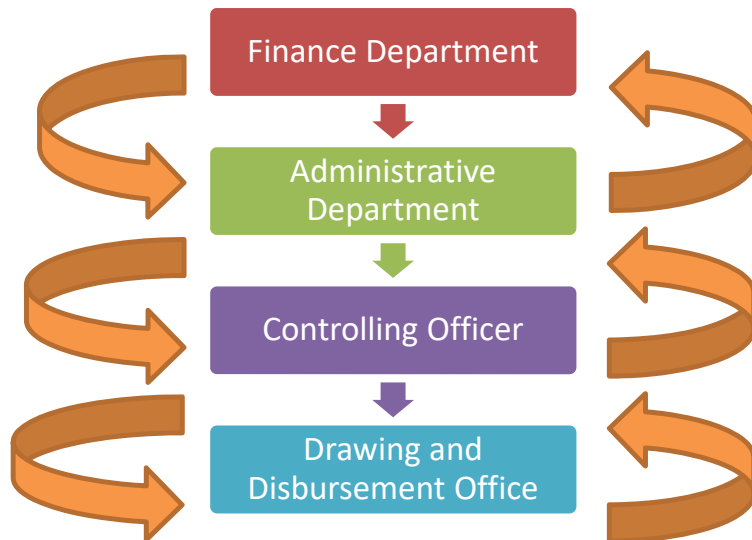 Finance Department
Administrative
Department
Controlling Officer
Drawing and
Disbursement Office